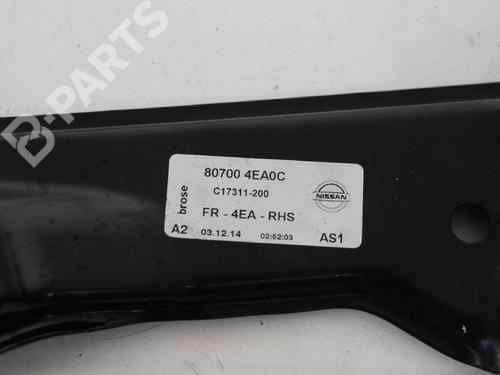 B-PARTS
brose
80700 4EA0C
C17311-200
NISSAN
FR - 4EA - RHS
A2 03.12.14 02:52:03 AS1